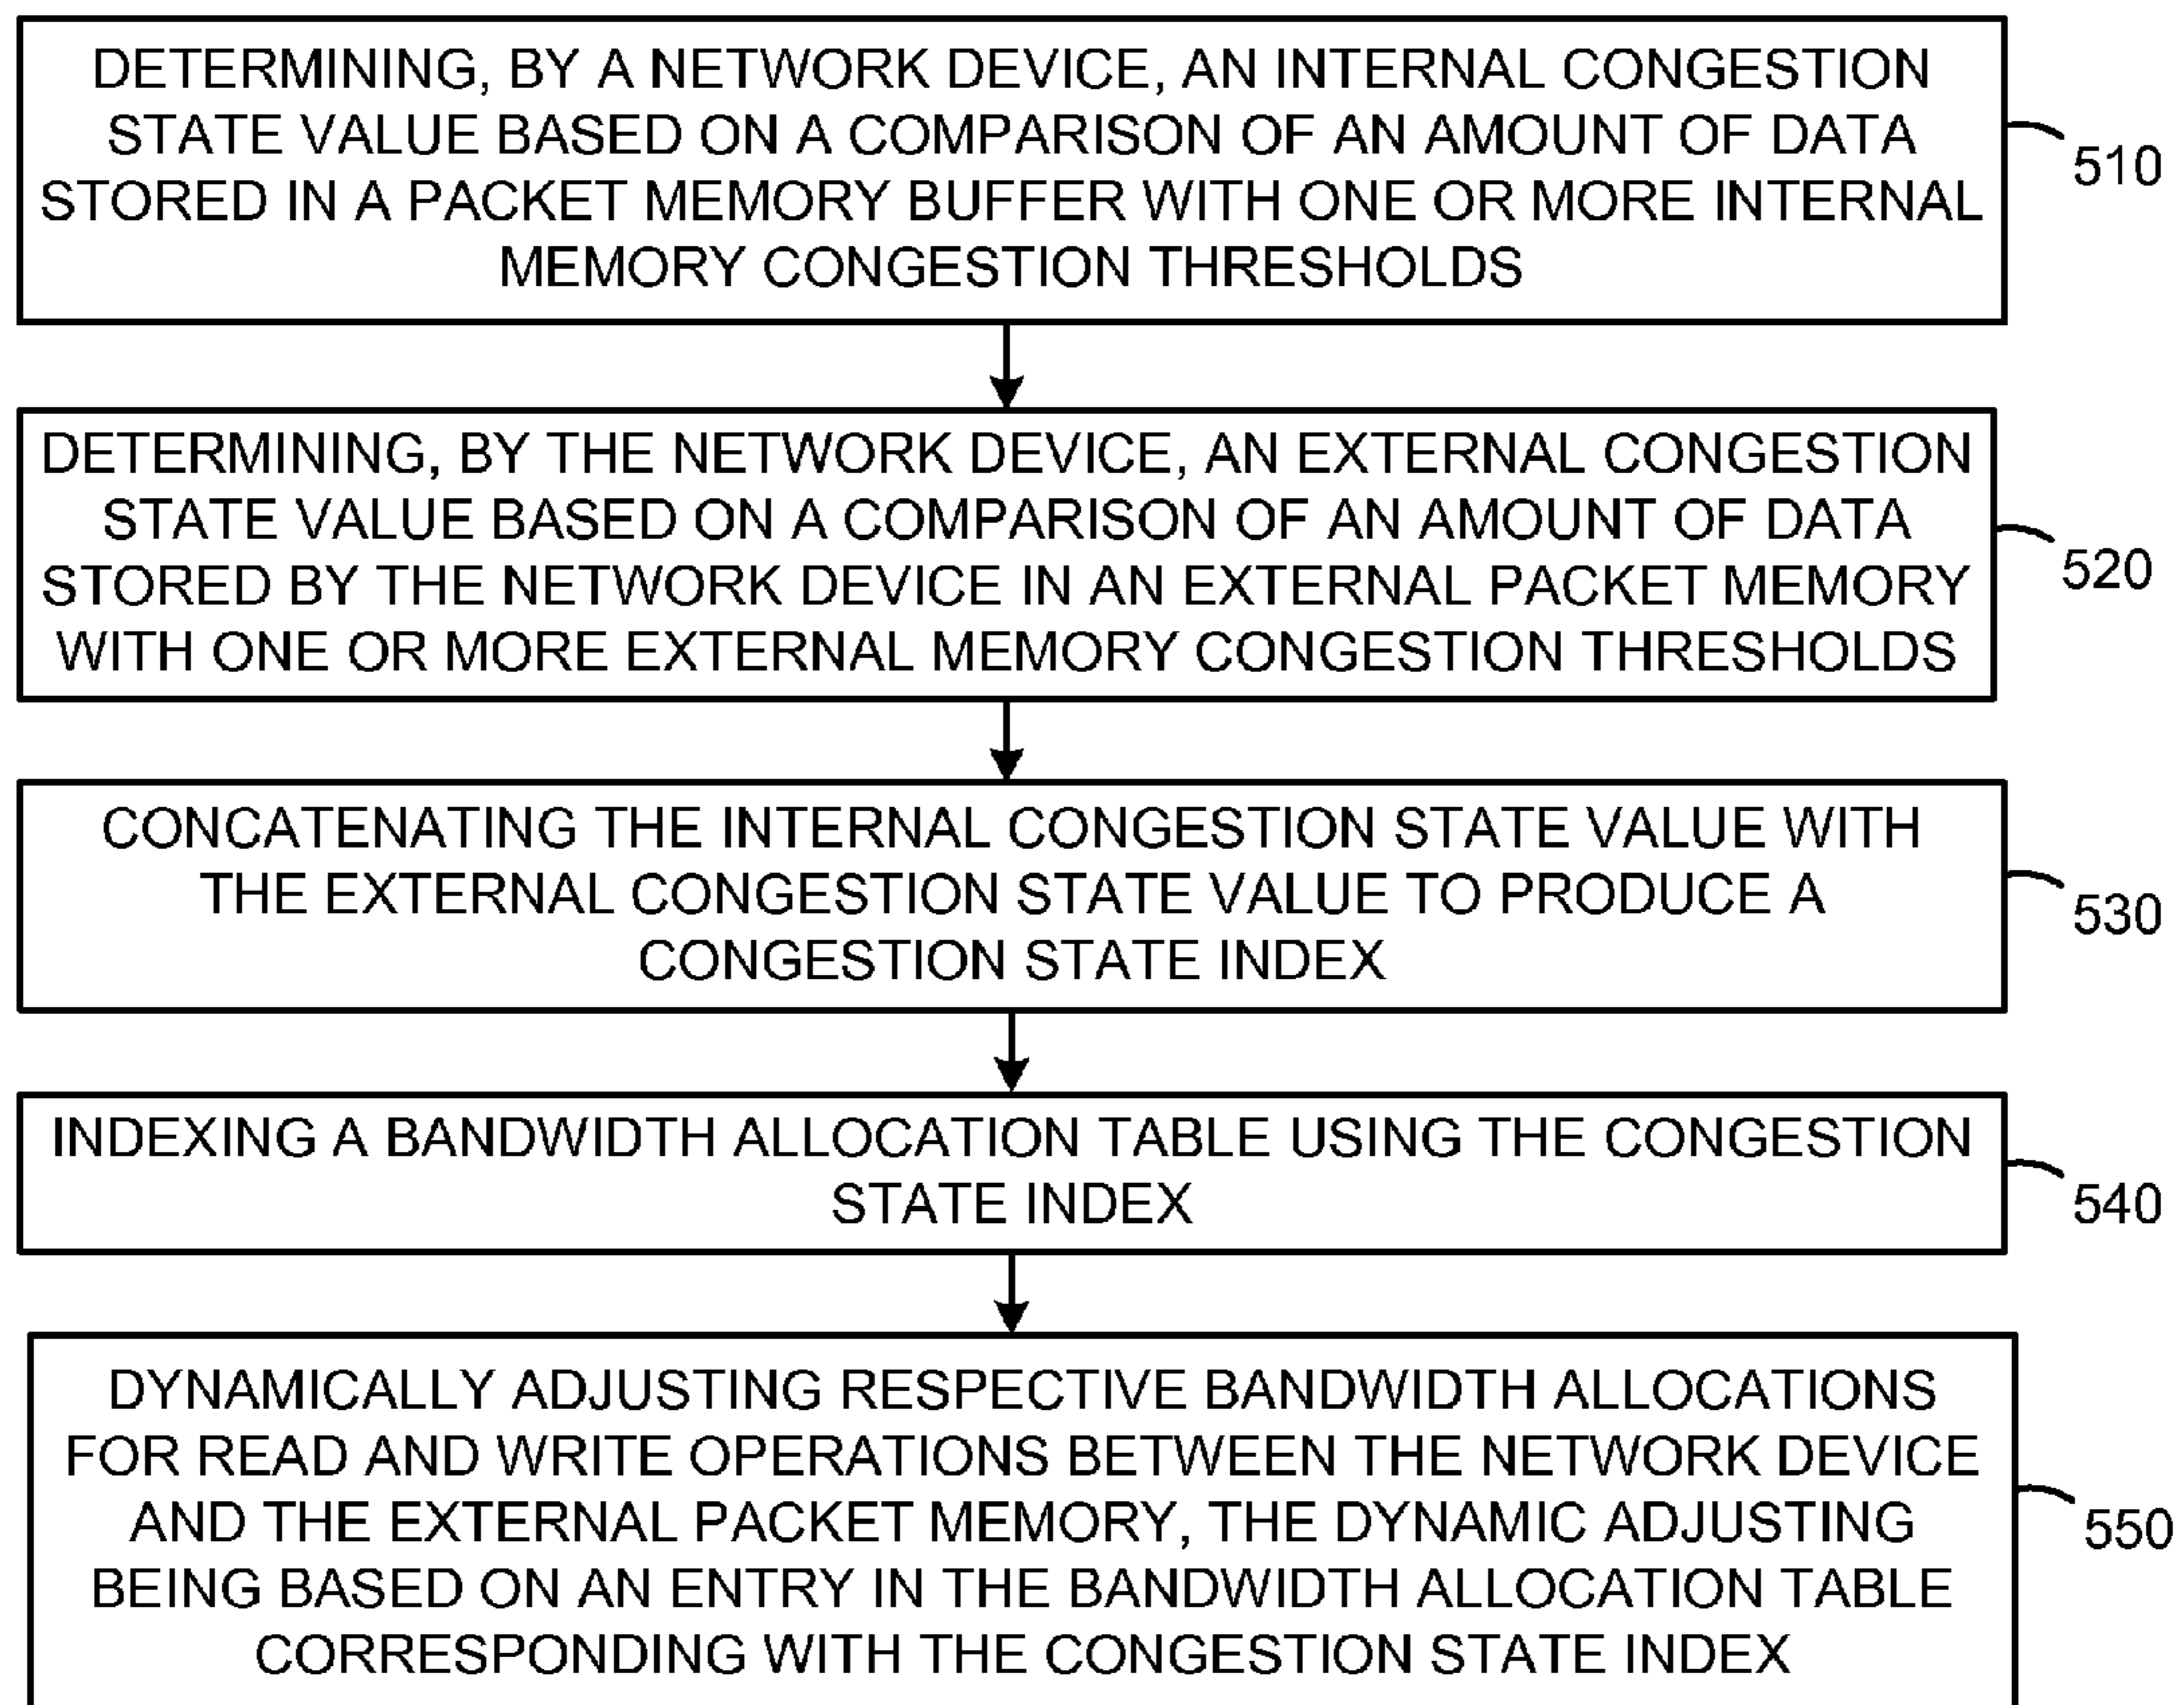 DETERMINING, BY A NETWORK DEVICE, AN INTERNAL CONGESTION
STATE VALUE BASED ON A COMPARISON OF AN AMOUNT OF DATA
STORED IN A PACKET MEMORY BUFFER WITH ONE OR MORE INTERNAL
MEMORY CONGESTION THRESHOLDS
510
DETERMINING, BY THE NETWORK DEVICE, AN EXTERNAL CONGESTION
STATE VALUE BASED ON A COMPARISON OF AN AMOUNT OF DATA
STORED BY THE NETWORK DEVICE IN AN EXTERNAL PACKET MEMORY
WITH ONE OR MORE EXTERNAL MEMORY CONGESTION THRESHOLDS
520
CONCATENATING THE INTERNAL CONGESTION STATE VALUE WITH
THE EXTERNAL CONGESTION STATE VALUE TO PRODUCE A
CONGESTION STATE INDEX
530
INDEXING A BANDWIDTH ALLOCATION TABLE USING THE CONGESTION
STATE INDEX
540
DYNAMICALLY ADJUSTING RESPECTIVE BANDWIDTH ALLOCATIONS
FOR READ AND WRITE OPERATIONS BETWEEN THE NETWORK DEVICE
AND THE EXTERNAL PACKET MEMORY, THE DYNAMIC ADJUSTING
BEING BASED ON AN ENTRY IN THE BANDWIDTH ALLOCATION TABLE
CORRESPONDING WITH THE CONGESTION STATE INDEX
550